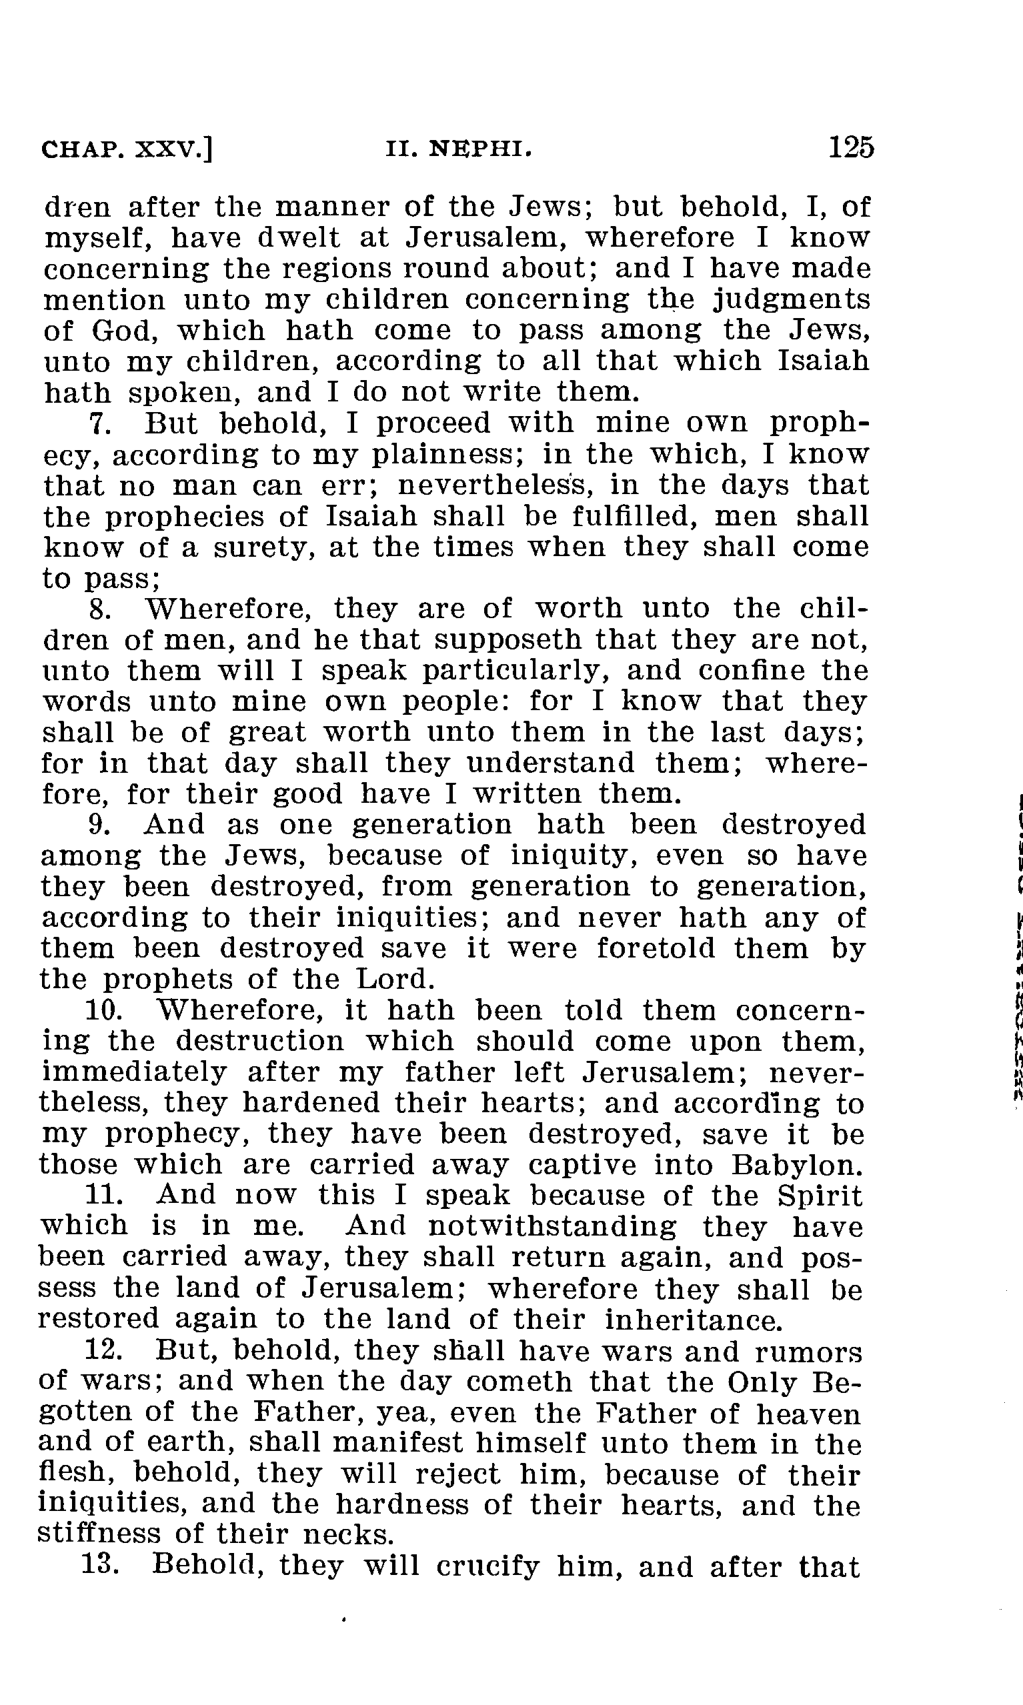 CHAP. XXV.] II. NEPHI. 125
dren after the manner of the Jews; but behold, I, of
myself, have dwelt at Jerusalem, wherefore I know
concerning the regions round about; and I have made
mention unto my children concerning the judgments
of God, which hath come to pass among the Jews,
unto my children, according to all that which Isaiah
hath spoken, and I do not write them.
7. But behold, I proceed with mine own proph-
ecy, according to my plainness; in the which, I know
that no man can err; nevertheless, in the days that
the prophecies of Isaiah shall be fulfilled, men shall
know of a surety, at the times when they shall come
to pass;
8. Wherefore, they are of worth unto the chil-
dren of men, and he that supposeth that they are not,
unto them will I speak particularly, and confine the
words unto mine own people: for I know that they
shall be of great worth unto them in the last days;
for in that day shall they understand them; where-
fore, for their good have I written them.
9. And as one generation hath been destroyed
among the Jews, because of iniquity, even so have
they been destroyed, from generation to generation,
according to their iniquities; and never hath any of
them been destroyed save it were foretold them by
the prophets of the Lord.
10. Wherefore, it hath been told them concern-
ing the destruction which should come upon them,
immediately after my father left Jerusalem; never-
theless, they hardened their hearts; and according to
my prophecy, they have been destroyed, save it be
those which are carried away captive into Babylon.
11. And now this I speak because of the Spirit
which is in me. And notwithstanding they have
been carried away, they shall return again, and pos-
sess the land of Jerusalem; wherefore they shall be
restored again to the land of their inheritance.
12. But, behold, they shall have wars and rumors
of wars; and when the day cometh that the Only Be-
gotten of the Father, yea, even the Father of heaven
and of earth, shall manifest himself unto them in the
flesh, behold, they will reject him, because of their
iniquities, and the hardness of their hearts, and the
stiffness of their necks.
13. Behold, they will crucify him, and after that